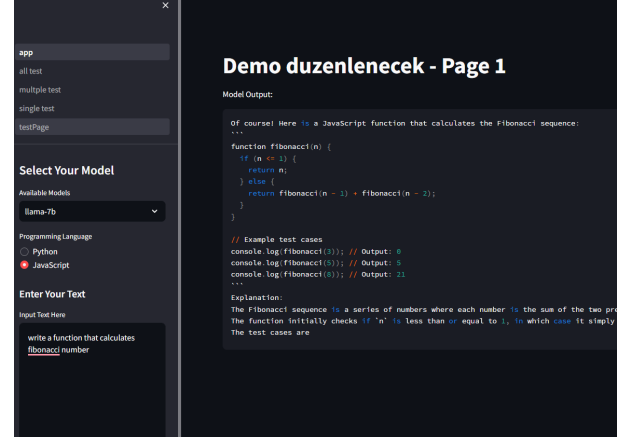 ×
app
all test
multple test
single test
testPage
Select Your Model
Available Models
llama-7b
Programming Language
Python
JavaScript
Enter Your Text
Input Text Here
write a function that calculates
fibonacci number
Demo duzenlenecek - Page 1
Model Output:
Of course! Here is a JavaScript function that calculates the Fibonacci sequence:
```
function fibonacci(n) {
  if (n <= 1) {
    return n;
  } else {
    return fibonacci(n - 1) + fibonacci(n - 2);
  }
}
// Example test cases
console.log(fibonacci(3)); // Output: 0
console.log(fibonacci(5)); // Output: 5
console.log(fibonacci(8)); // Output: 21
```
Explanation:
The Fibonacci sequence is a series of numbers where each number is the sum of the two pre
The function initially checks if `n` is less than or equal to 1, in which case it simply
The test cases are